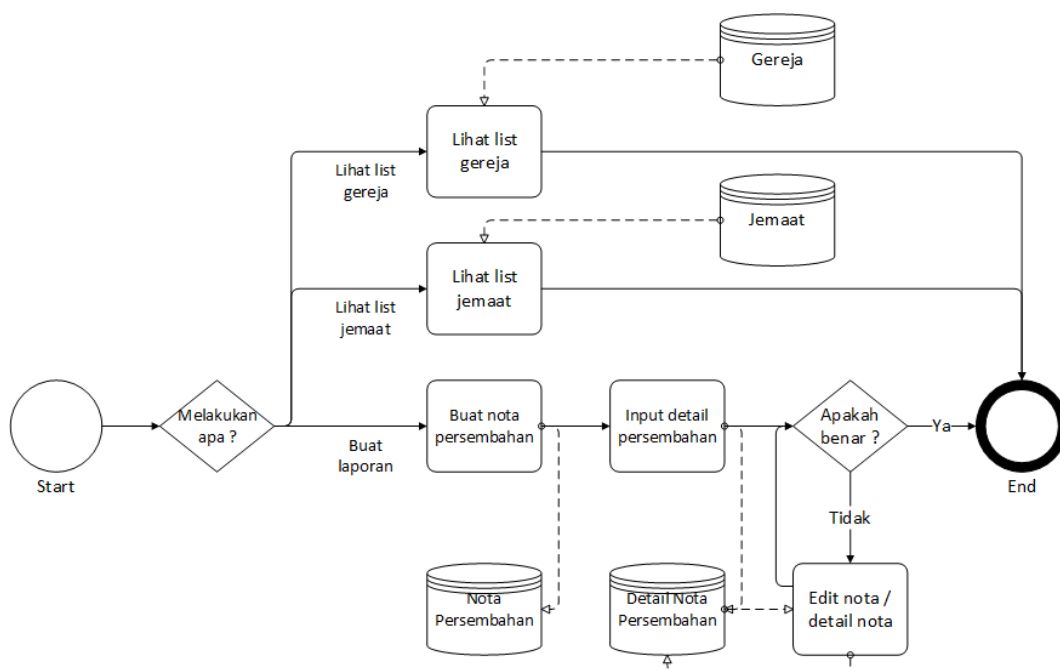 Gereja
Lihat list
gereja
Lihat list
gereja
Jemaat
Lihat list
jemaat
Lihat list
jemaat
Melakukan
apa ?
Buat nota
persembahan
Input detail
persembahan
Apakah
benar ?
Ya
Buat
laporan
Start
End
Tidak
Nota
Persembahan
Detail Nota
Persembahan
Edit nota /
detail nota